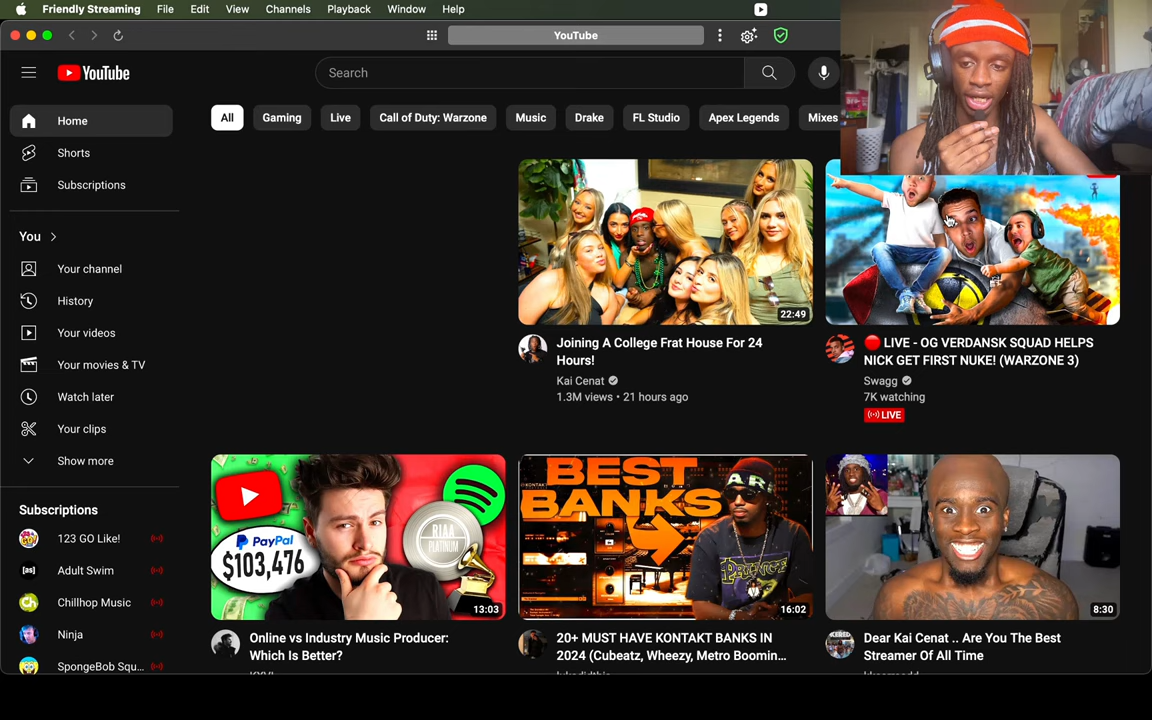 Friendly Streaming File Edit View Channels Playback Window Help
YouTube
YouTube
Search
All Gaming Live Call of Duty: Warzone Music Drake FL Studio Apex Legends Mixes
Home
Shorts
Subscriptions
You
Your channel
History
Your videos
Your movies & TV
Watch later
Your clips
Show more
Subscriptions
123 GO Like!
Adult Swim
[as]
Chillhop Music
Ninja
SpongeBob Squ...
22:49
Joining A College Frat House For 24
Hours!
Kai Cenat
1.3M views • 21 hours ago
LIVE - OG VERDANSK SQUAD HELPS
NICK GET FIRST NUKE! (WARZONE 3)
Swagg
7K watching
LIVE
PayPal
$103,476
RIAA
PLATINUM
13:03
Online vs Industry Music Producer:
Which Is Better?
BEST
BANKS
AR
PRINCE
16:02
20+ MUST HAVE KONTAKT BANKS IN
2024 (Cubeatz, Wheezy, Metro Boomin...
8:30
Dear Kai Cenat .. Are You The Best
Streamer Of All Time